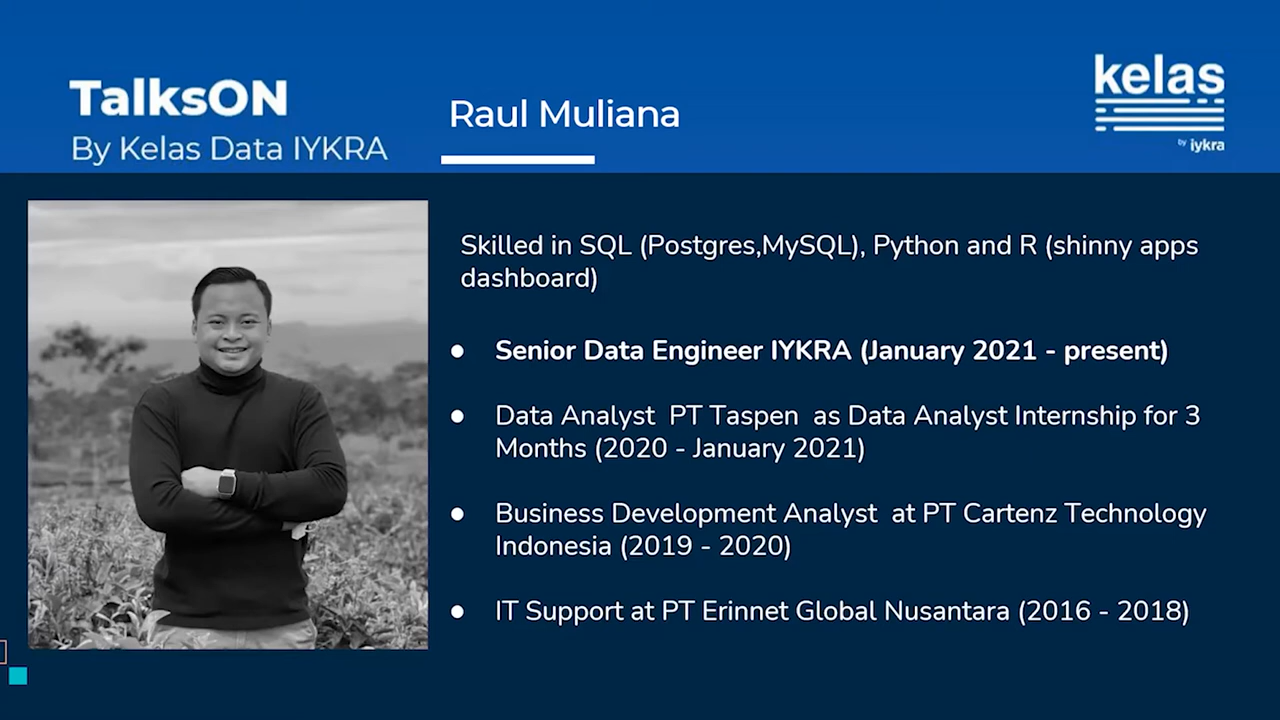 TalksON
By Kelas Data IYKRA
Raul Muliana
kelas
by iykra
Skilled in SQL (Postgres,MySQL), Python and R (shinny apps
dashboard)
● Senior Data Engineer IYKRA (January 2021 - present)
● Data Analyst  PT Taspen  as Data Analyst Internship for 3
Months (2020 - January 2021)
● Business Development Analyst  at PT Cartenz Technology
Indonesia (2019 - 2020)
● IT Support at PT Erinnet Global Nusantara (2016 - 2018)